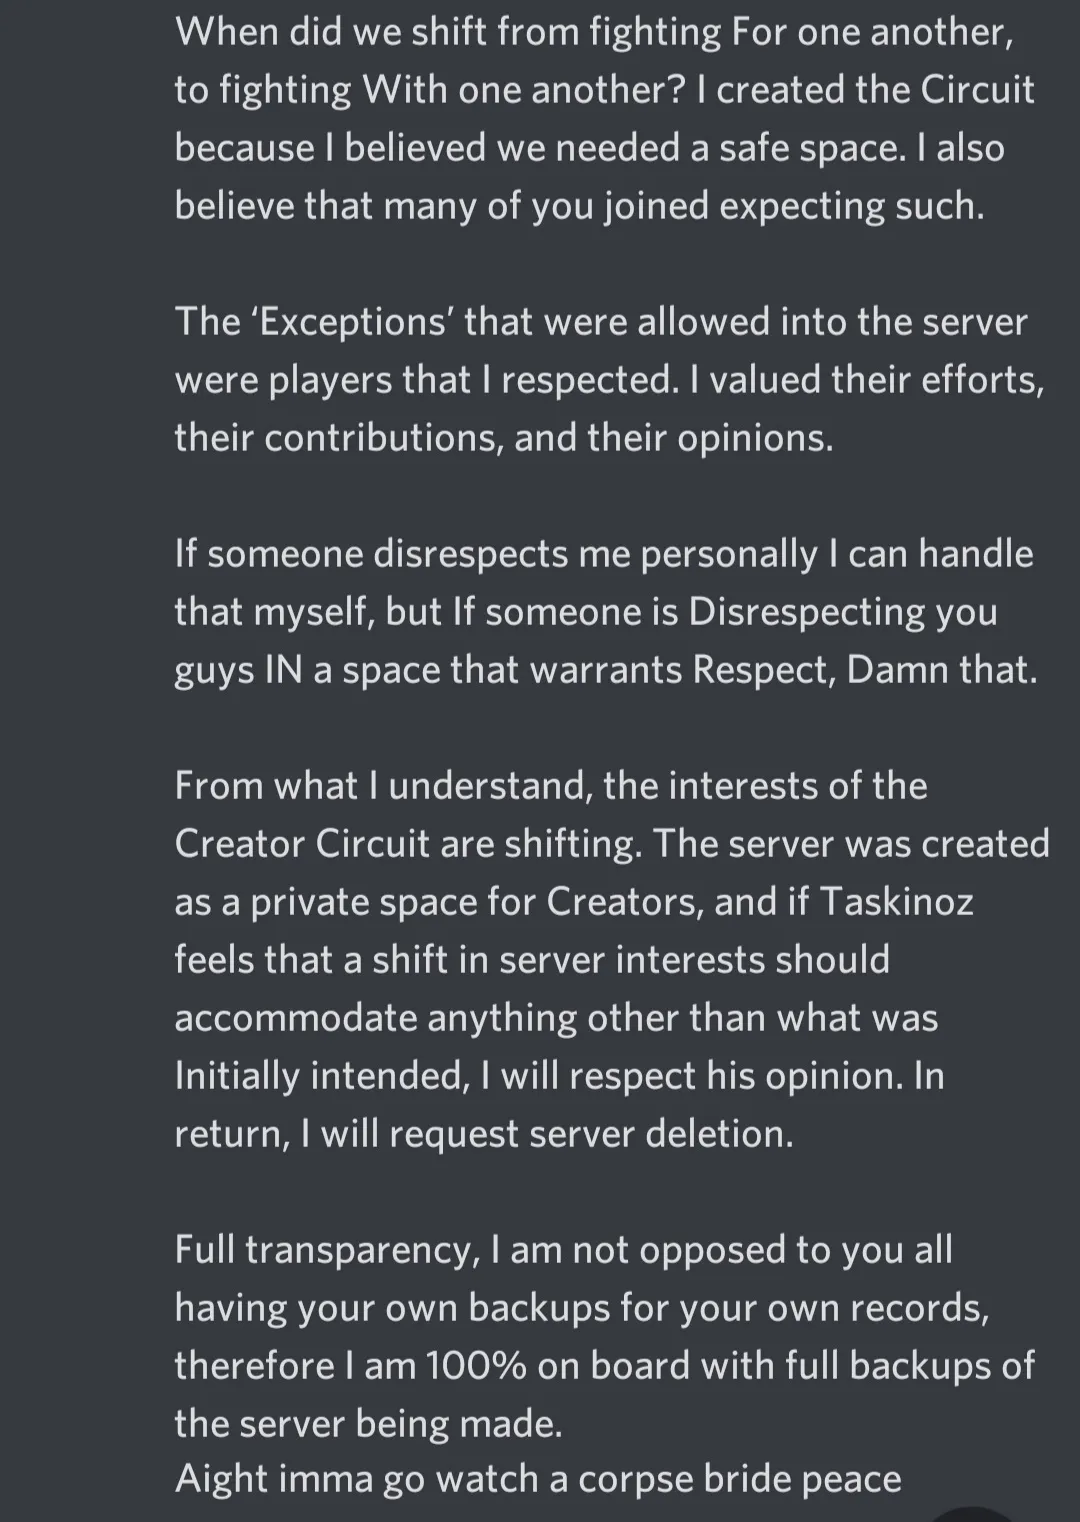 When did we shift from fighting For one another,
to fighting With one another? I created the Circuit
because I believed we needed a safe space. I also
believe that many of you joined expecting such.
The ‘Exceptions’ that were allowed into the server
were players that I respected. I valued their efforts,
their contributions, and their opinions.
If someone disrespects me personally I can handle
that myself, but If someone is Disrespecting you
guys IN a space that warrants Respect, Damn that.
From what I understand, the interests of the
Creator Circuit are shifting. The server was created
as a private space for Creators, and if Taskinoz
feels that a shift in server interests should
accommodate anything other than what was
Initially intended, I will respect his opinion. In
return, I will request server deletion.
Full transparency, I am not opposed to you all
having your own backups for your own records,
therefore I am 100% on board with full backups of
the server being made.
Aight imma go watch a corpse bride peace